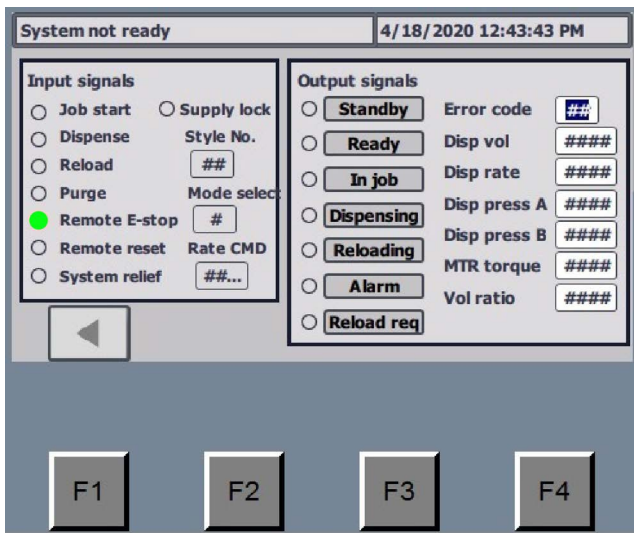 System not ready
4/18/2020 12:43:43 PM
Input signals
Job start
Supply lock
Dispense
Style No.
Reload
##
Purge
Mode select
Remote E-stop
#
Remote reset
Rate CMD
System relief
##...
Output signals
Standby
Ready
In job
Dispensing
Reloading
Alarm
Reload req
Error code ##
Disp vol ####
Disp rate ####
Disp press A ####
Disp press B ####
MTR torque ####
Vol ratio ####
F1
F2
F3
F4